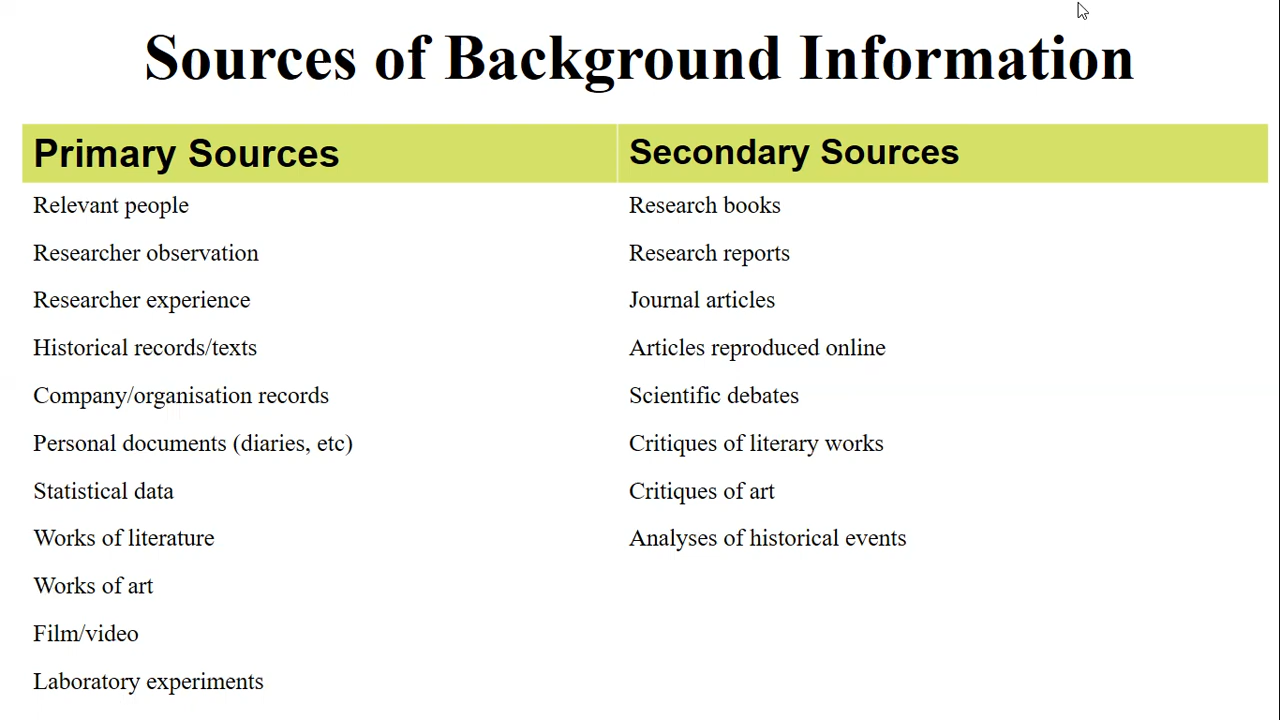 Sources of Background Information
Primary Sources
Secondary Sources
Relevant people
Research books
Researcher observation
Research reports
Researcher experience
Journal articles
Historical records/texts
Articles reproduced online
Company/organisation records
Scientific debates
Personal documents (diaries, etc)
Critiques of literary works
Statistical data
Critiques of art
Works of literature
Analyses of historical events
Works of art
Film/video
Laboratory experiments